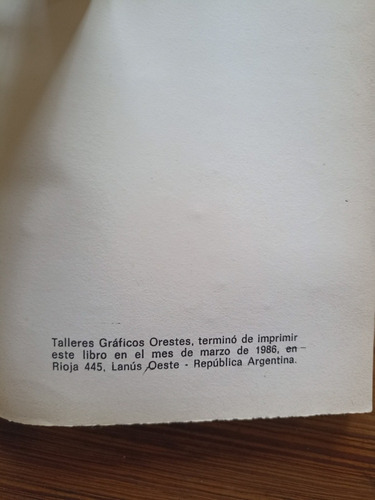 Talleres Gráficos Orestes, terminó de imprimir
este libro en el mes de marzo de 1986, en
Rioja 445, Lanús Oeste - República Argentina.